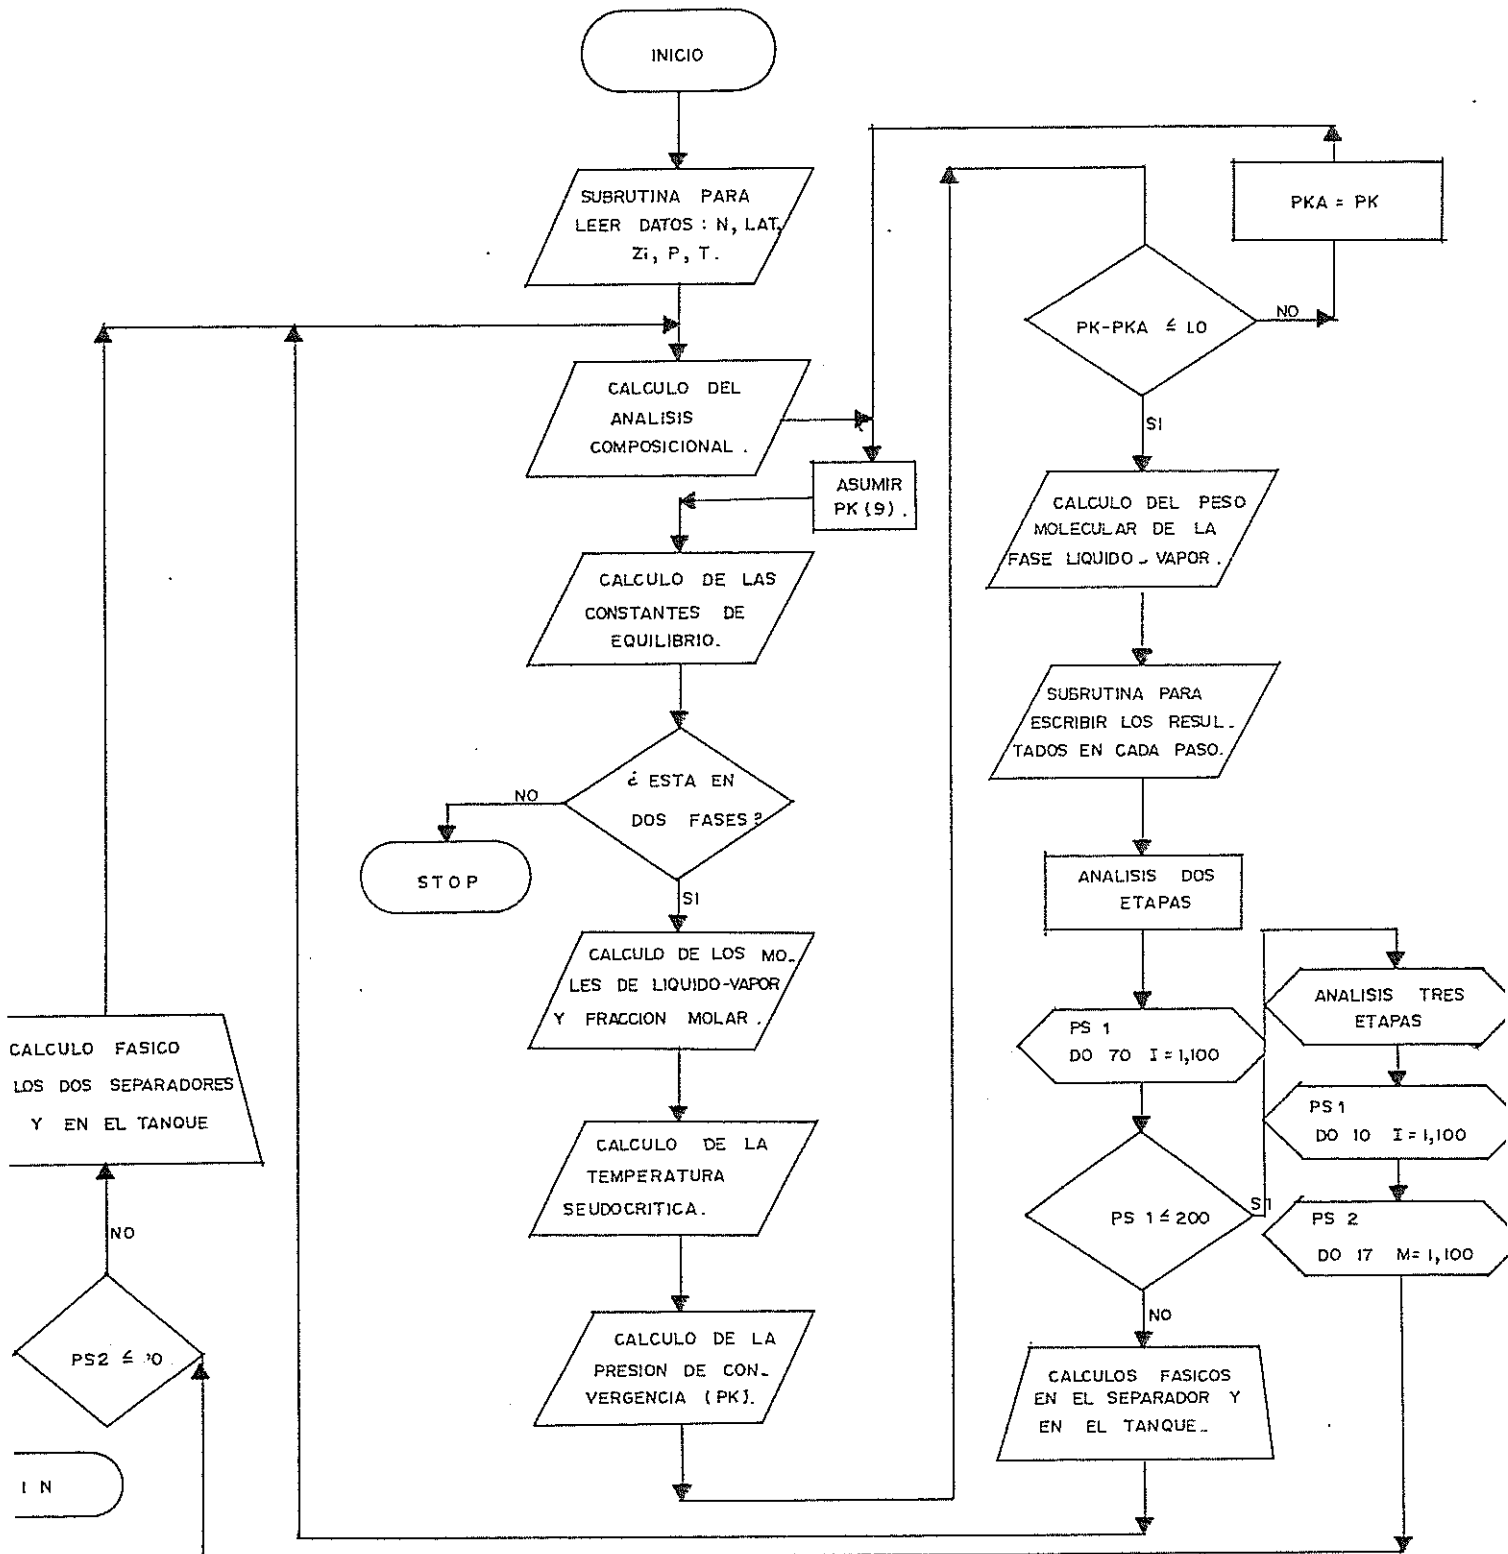 INICIO
SUBRUTINA PARA
LEER DATOS : N, LAT,
Zi, P, T.
CALCULO DEL
ANALISIS
COMPOSICIONAL .
ASUMIR
PK (9) .
CALCULO DE LAS
CONSTANTES DE
EQUILIBRIO.
¿ ESTA EN
DOS FASES?
NO
STOP
SI
CALCULO DE LOS MO_
LES DE LIQUIDO-VAPOR
Y FRACCION MOLAR .
CALCULO DE LA
TEMPERATURA
SEUDOCRITICA.
CALCULO DE LA
PRESION DE CON_
VERGENCIA (PK).
PKA = PK
PK-PKA ≤ 10
NO
SI
CALCULO DEL PESO
MOLECULAR DE LA
FASE LIQUIDO_ VAPOR .
SUBRUTINA PARA
ESCRIBIR LOS RESUL_
TADOS EN CADA PASO.
ANALISIS DOS
ETAPAS
PS 1
DO 70 I = 1,100
PS 1 ≤ 200
SI
NO
CALCULOS FASICOS
EN EL SEPARADOR Y
EN EL TANQUE_
ANALISIS TRES
ETAPAS
PS 1
DO 10 I = 1,100
PS 2
DO 17 M= 1,100
CALCULO FASICO
LOS DOS SEPARADORES
Y EN EL TANQUE
NO
PS2 ≤
I N